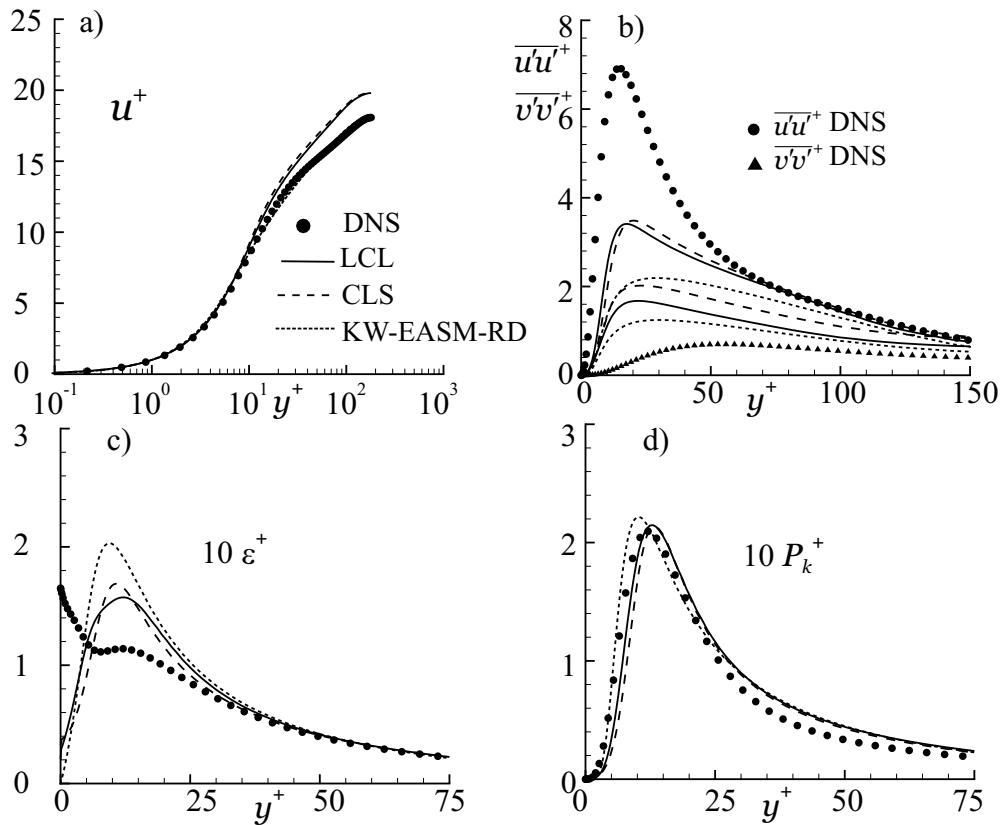 a)
25
20
15
10
5
0
u⁺
DNS
LCL
CLS
KW-EASM-RD
10⁻¹ 10⁰ 10¹ y⁺ 10² 10³
b)
8
6
4
2
0
u'u'⁺
v'v'⁺
u'u'⁺ DNS
v'v'⁺ DNS
0 50 y⁺ 100 150
c)
3
2
1
0
10 ε⁺
0 25 y⁺ 50 75
d)
3
2
1
0
10 Pₖ⁺
0 25 y⁺ 50 75